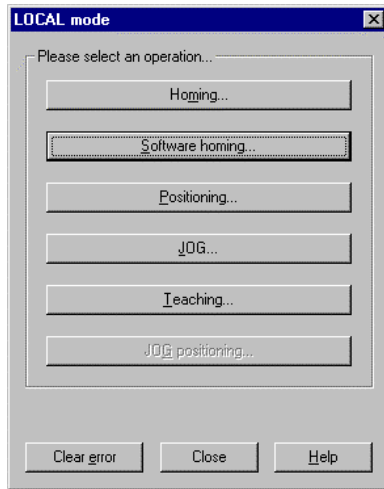 LOCAL mode
Please select an operation...
Homing...
Software homing...
Positioning...
JOG...
Teaching...
JOG positioning...
Clear error
Close
Help